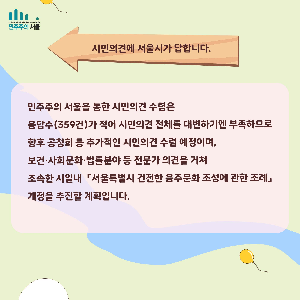 민주주의 서울
시민의견에 서울시가 답합니다.
민주주의 서울을 통한 시민의견 수렴은
응답수(359건)가 적어 시민의견 전체를 대변하기엔 부족하므로
향후 공청회 등 추가적인 시민의견 수렴 예정이며,
보건·사회문화·법률분야 등 전문가 의견을 거쳐
조속한 시일내 「서울특별시 건전한 음주문화 조성에 관한 조례」
개정을 추진할 계획입니다.